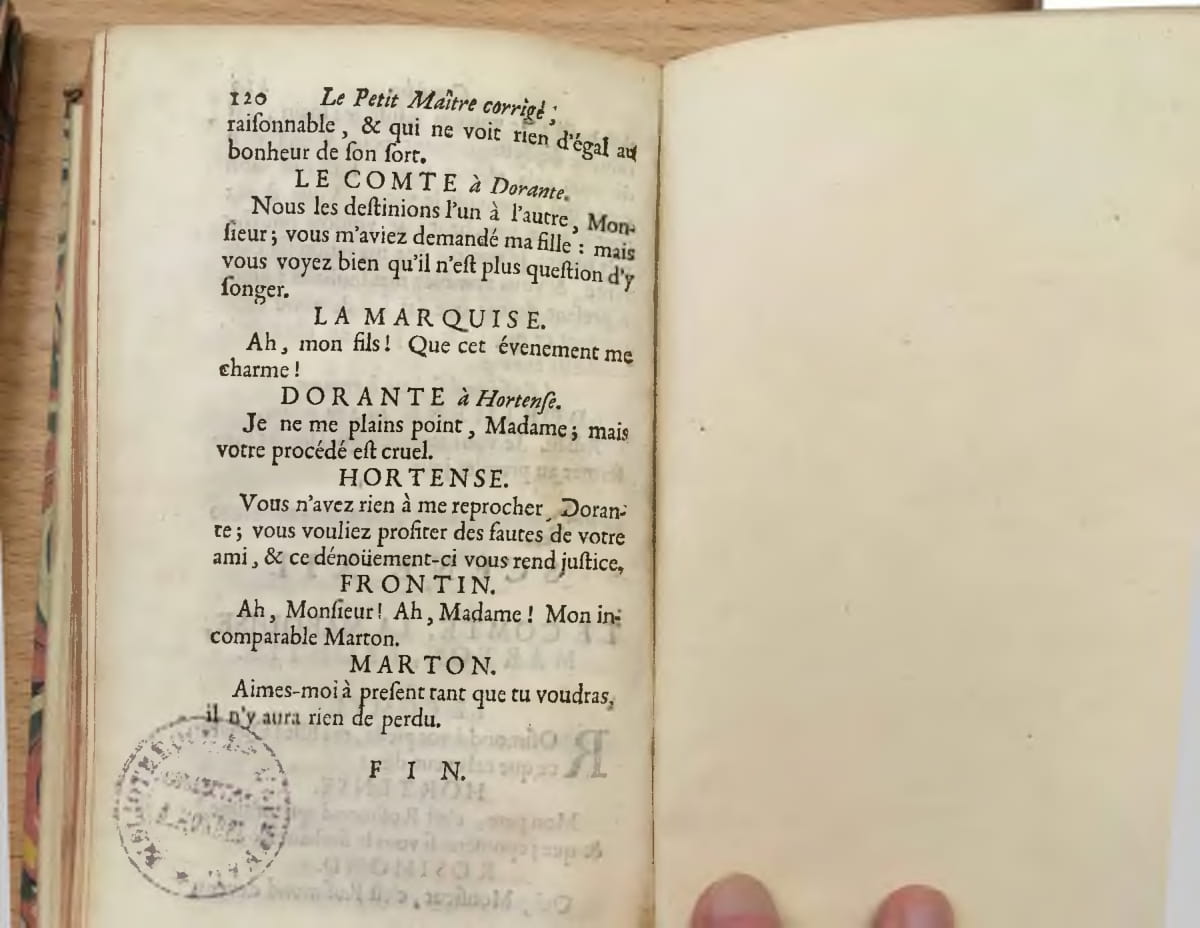 120 Le Petit Maître corrigé,
raiſonnable, & qui ne voit rien d'égal au
bonheur de ſon ſort.
LE COMTE à Dorante.
Nous les deſtinions l'un à l'autre, Mon-
ſieur; vous m'aviez demandé ma fille : mais
vous voyez bien qu'il n'eſt plus queſtion d'y
ſonger.
LA MARQUISE.
Ah, mon fils! Que cet évenement me
charme!
DORANTE à Hortenſe.
Je ne me plains point, Madame; mais
votre procédé eſt cruel.
HORTENSE.
Vous n'avez rien à me reprocher, Doran-
te; vous vouliez profiter des fautes de votre
ami, & ce dénoüement-ci vous rend juſtice,
FRONTIN.
Ah, Monſieur! Ah, Madame! Mon in-
comparable Marton.
MARTON.
Aimes-moi à preſent tant que tu voudras,
il n'y aura rien de perdu.
FIN.